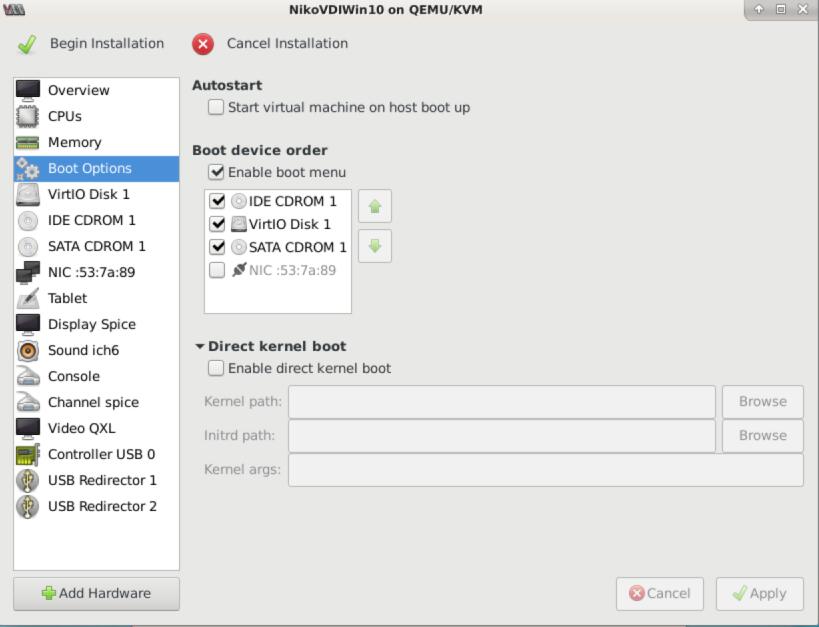 NikoVDIWin10 on QEMU/KVM
Begin Installation
Cancel Installation
Overview
CPUs
Memory
Boot Options
VirtIO Disk 1
IDE CDROM 1
SATA CDROM 1
NIC :53:7a:89
Tablet
Display Spice
Sound ich6
Console
Channel spice
Video QXL
Controller USB 0
USB Redirector 1
USB Redirector 2
Add Hardware
Autostart
Start virtual machine on host boot up
Boot device order
Enable boot menu
IDE CDROM 1
VirtIO Disk 1
SATA CDROM 1
NIC :53:7a:89
Direct kernel boot
Enable direct kernel boot
Kernel path:
Browse
Initrd path:
Browse
Kernel args:
Cancel
Apply